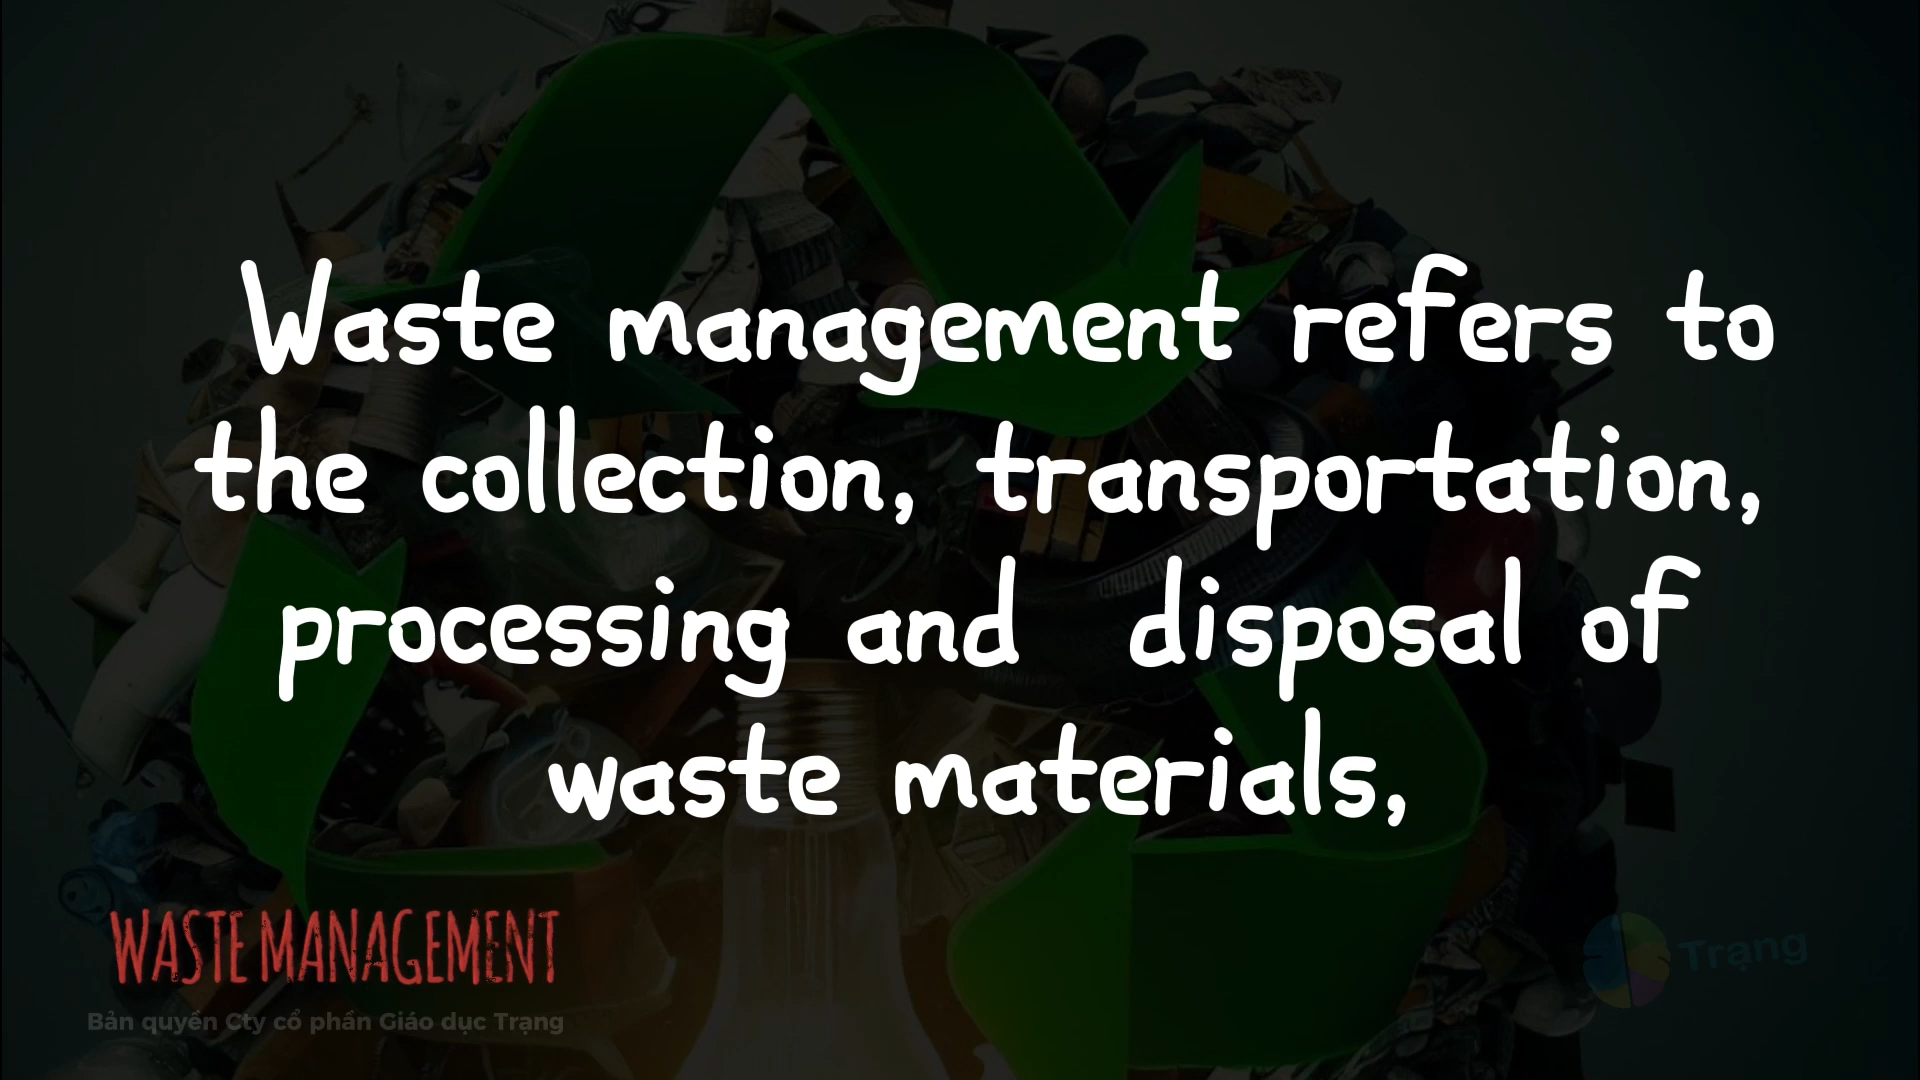 Waste management refers to
the collection, transportation,
processing and disposal of
waste materials,
WASTE MANAGEMENT
Bản quyền Cty cổ phần Giáo dục Trạng
Trạng